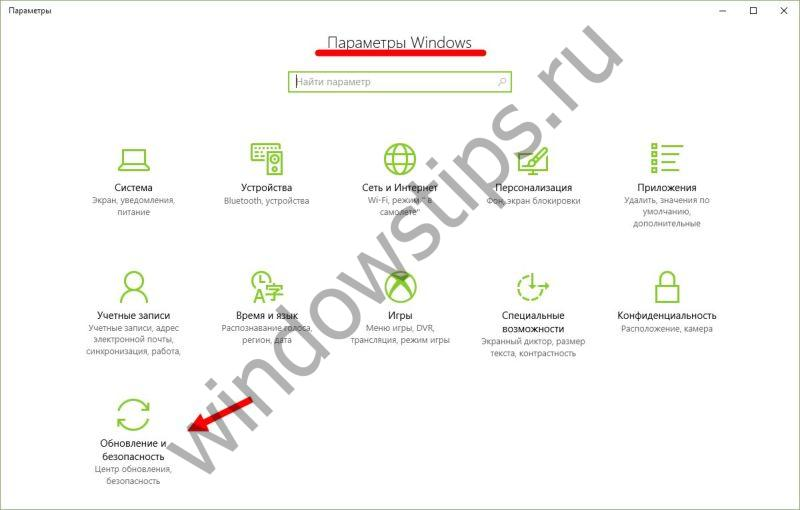 Параметры
Параметры Windows
Найти параметр
Система
Экран, уведомления,
питание
Устройства
Bluetooth, устройства
Сеть и Интернет
Wi-Fi, режим " в
самолете"
Персонализация
Фон, экран блокировки
Приложения
Удалить, значения по
умолчанию,
дополнительные
Учетные записи
Учетные записи, адрес
электронной почты,
синхронизация, работа,
Время и язык
Распознавание голоса,
регион, дата
Игры
Меню игры, DVR,
трансляция, режим игры
Специальные
возможности
Экранный диктор, размер
текста, контрастность
Конфиденциальность
Расположение, камера
Обновление и
безопасность
Центр обновления,
безопасность
windowstips.ru